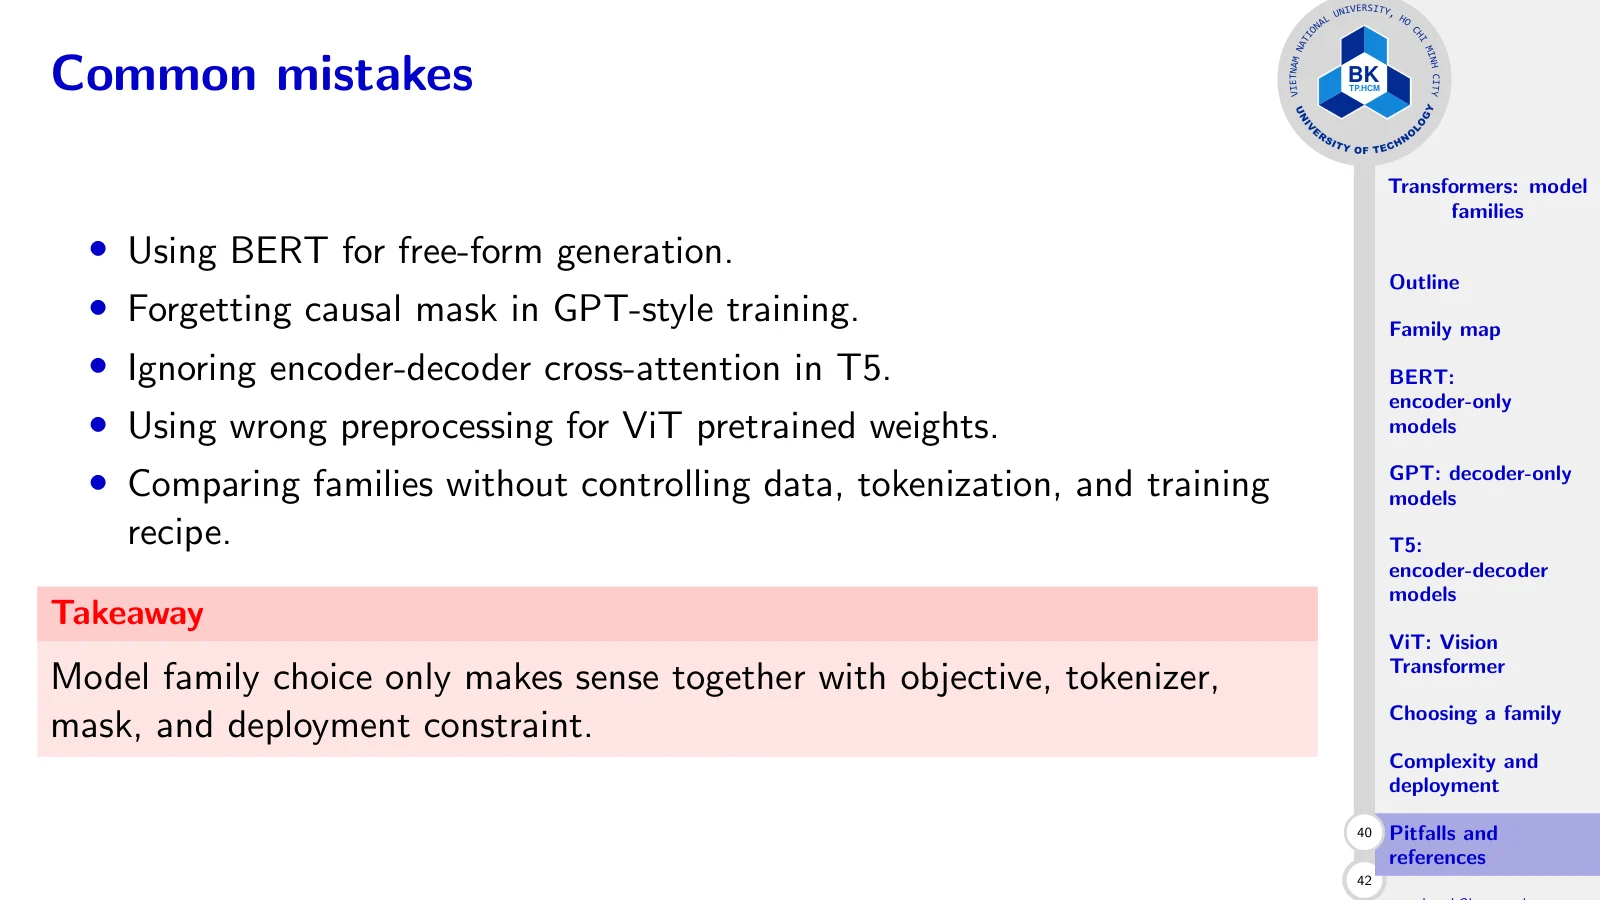 Common mistakes
• Using BERT for free-form generation.
• Forgetting causal mask in GPT-style training.
• Ignoring encoder-decoder cross-attention in T5.
• Using wrong preprocessing for ViT pretrained weights.
• Comparing families without controlling data, tokenization, and training
recipe.
Takeaway
Model family choice only makes sense together with objective, tokenizer,
mask, and deployment constraint.
VIETNAM NATIONAL UNIVERSITY, HO CHI MINH CITY
BK
TP.HCM
UNIVERSITY OF TECHNOLOGY
Transformers: model
families
Outline
Family map
BERT:
encoder-only
models
GPT: decoder-only
models
T5:
encoder-decoder
models
ViT: Vision
Transformer
Choosing a family
Complexity and
deployment
40
Pitfalls and
references
42